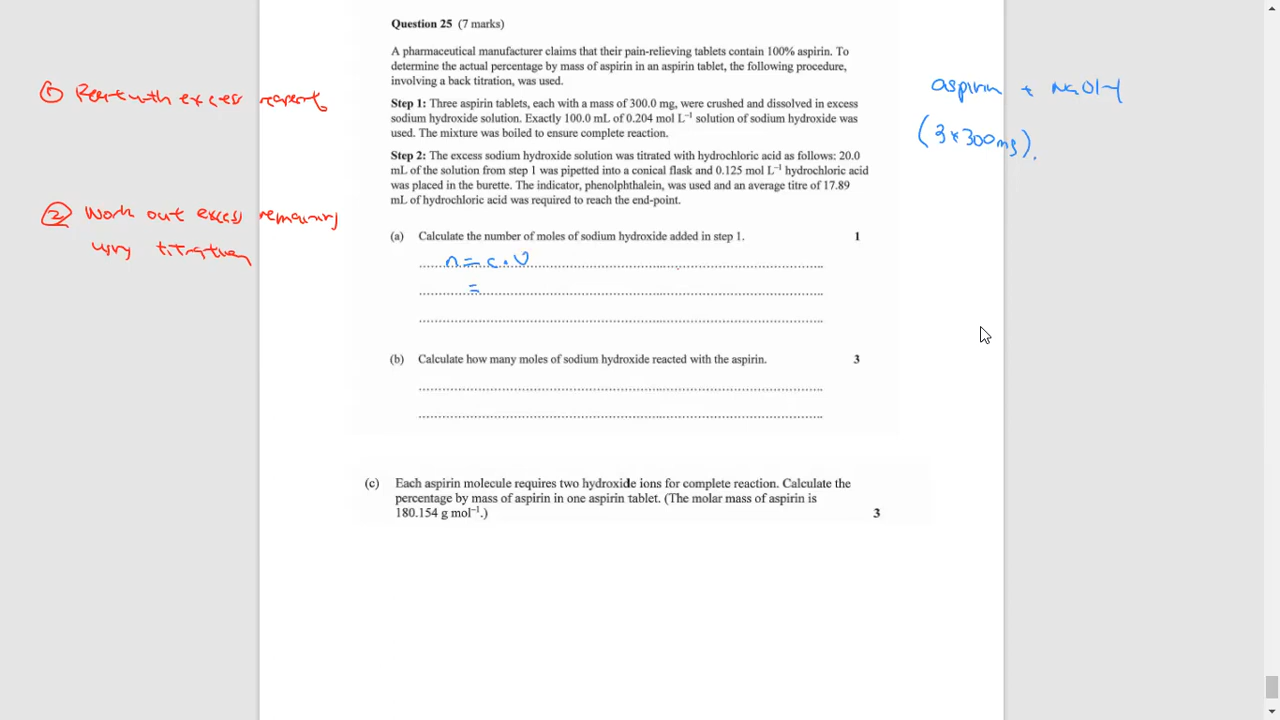 Question 25 (7 marks)
A pharmaceutical manufacturer claims that their pain-relieving tablets contain 100% aspirin. To
determine the actual percentage by mass of aspirin in an aspirin tablet, the following procedure,
involving a back titration, was used.
Step 1: Three aspirin tablets, each with a mass of 300.0 mg, were crushed and dissolved in excess
sodium hydroxide solution. Exactly 100.0 mL of 0.204 mol L⁻¹ solution of sodium hydroxide was
used. The mixture was boiled to ensure complete reaction.
Step 2: The excess sodium hydroxide solution was titrated with hydrochloric acid as follows: 20.0
mL of the solution from step 1 was pipetted into a conical flask and 0.125 mol L⁻¹ hydrochloric acid
was placed in the burette. The indicator, phenolphthalein, was used and an average titre of 17.89
mL of hydrochloric acid was required to reach the end-point.
(a) Calculate the number of moles of sodium hydroxide added in step 1. 1
n = c . V
=
(b) Calculate how many moles of sodium hydroxide reacted with the aspirin. 3
(c) Each aspirin molecule requires two hydroxide ions for complete reaction. Calculate the
percentage by mass of aspirin in one aspirin tablet. (The molar mass of aspirin is
180.154 g mol⁻¹.) 3
① React with excess reagent
② Work out excess remaining
using titration
aspirin + NaOH
(3 x 300mg).